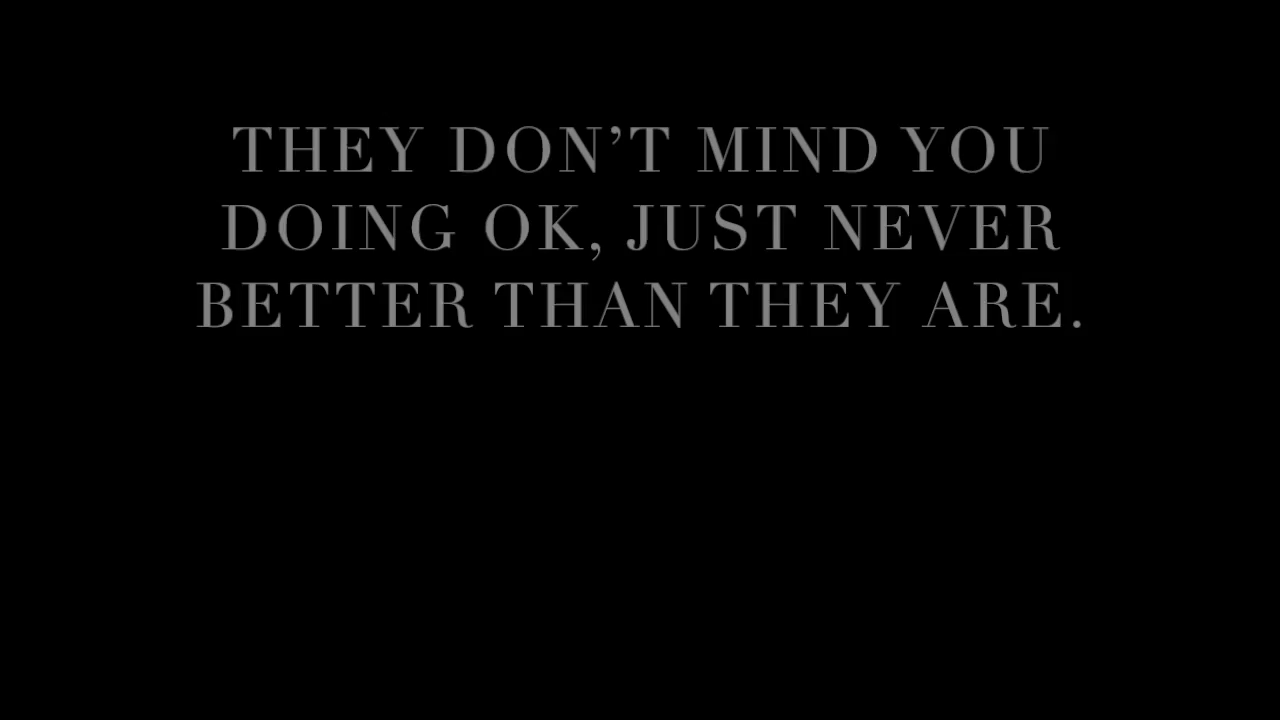 THEY DON’T MIND YOU
DOING OK, JUST NEVER
BETTER THAN THEY ARE.